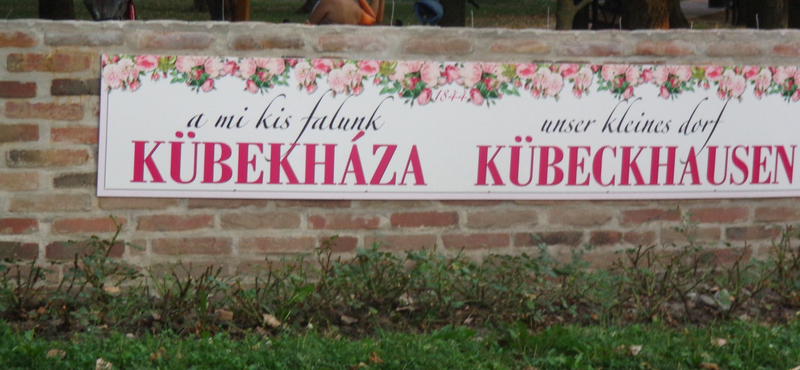 1844
a mi kis falunk
KÜBEKHÁZA
unser kleines dorf
KÜBECKHAUSEN